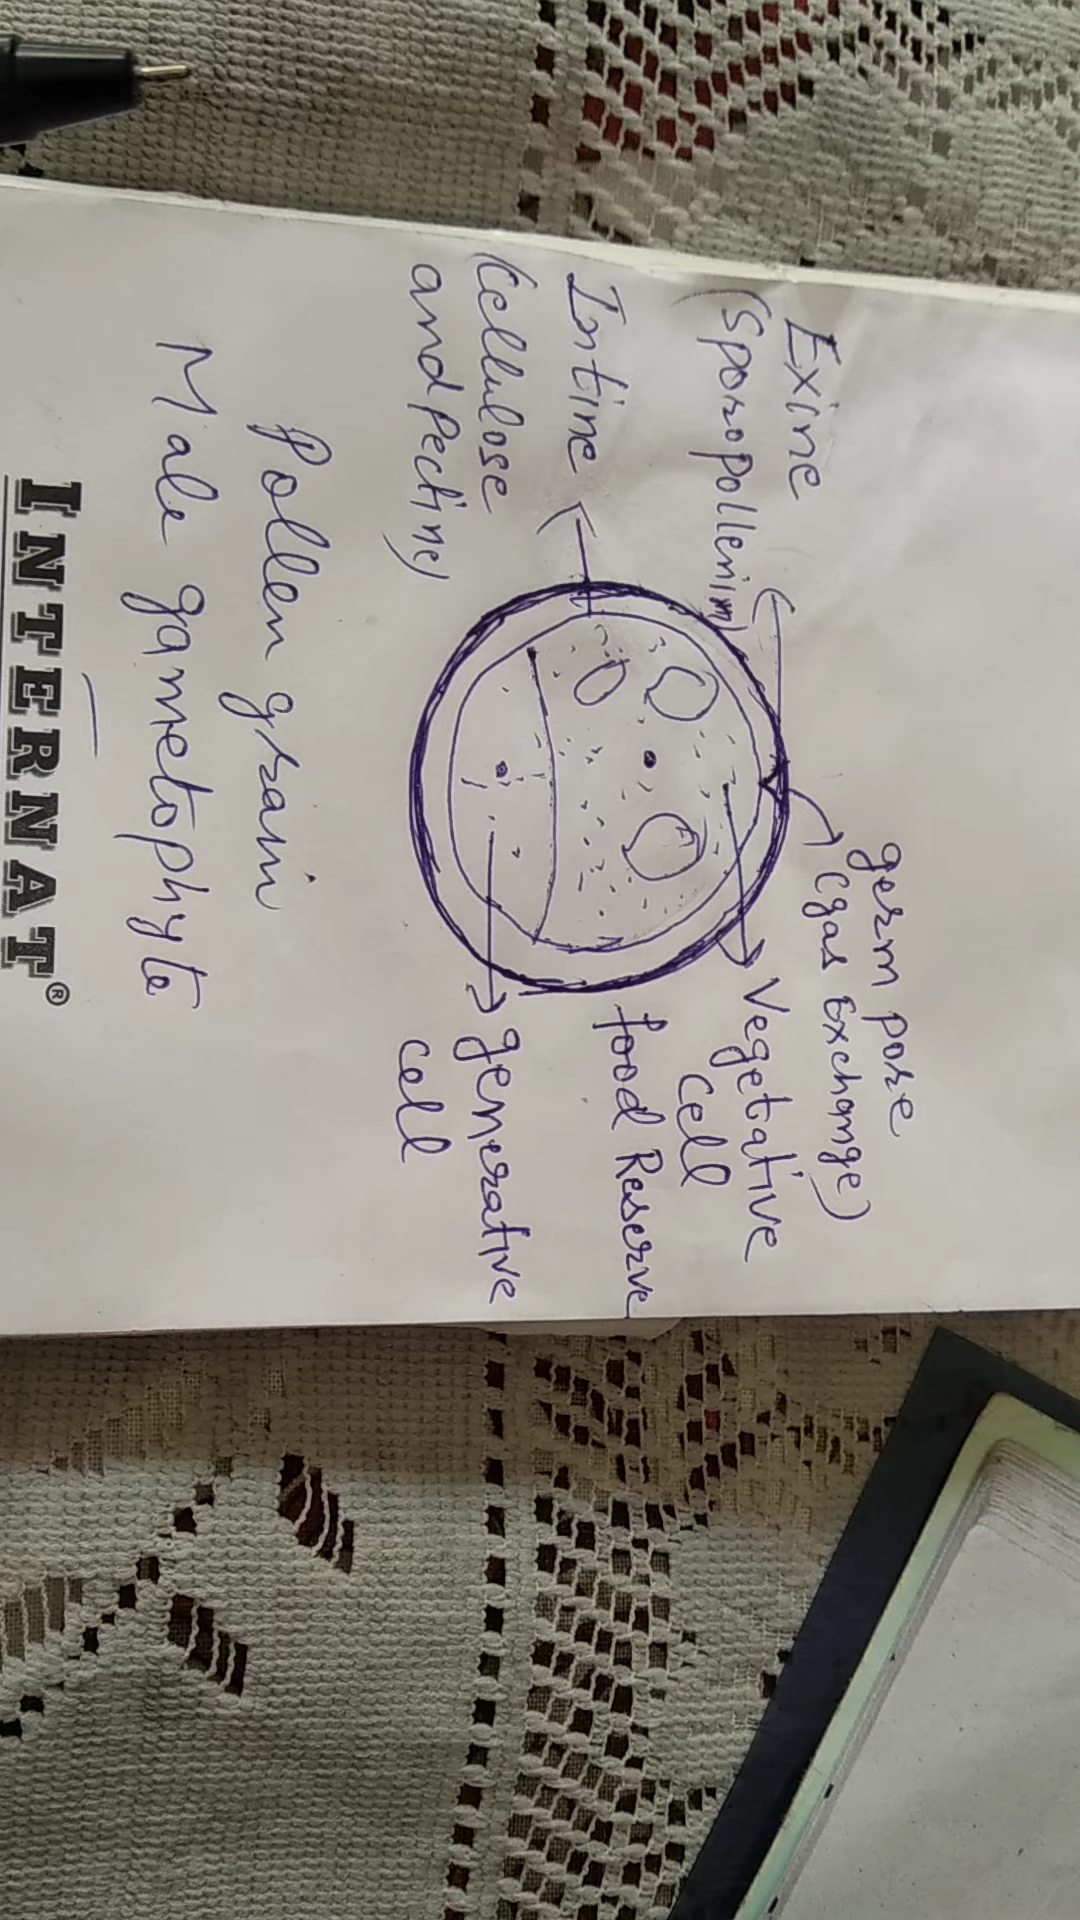 germ pore
(gas Exchange)
Exine
(Sporopollenin)
Vegetative
Cell
food Reserve
Intine
(Cellulose
and Pectine)
generative
cell
Pollen grain
Male gametophyte
INTERNAT®